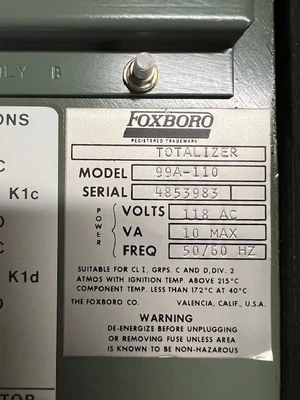 LY B
ONS
C
K1c
C
K1d
D
TOR
FOXBORO
REGISTERED TRADEMARK
TOTALIZER
MODEL 99A-110
SERIAL 4853983
POWER
VOLTS 118 AC
VA 10 MAX
FREQ 50/60 HZ
SUITABLE FOR CL I, GRPS. C AND D, DIV. 2
ATMOS WITH IGNITION TEMP. ABOVE 215°C
COMPONENT TEMP. LESS THAN 172°C AT 40°C
THE FOXBORO CO. VALENCIA, CALIF., U.S.A.
WARNING
DE-ENERGIZE BEFORE UNPLUGGING
OR REMOVING FUSE UNLESS AREA
IS KNOWN TO BE NON-HAZAROUS